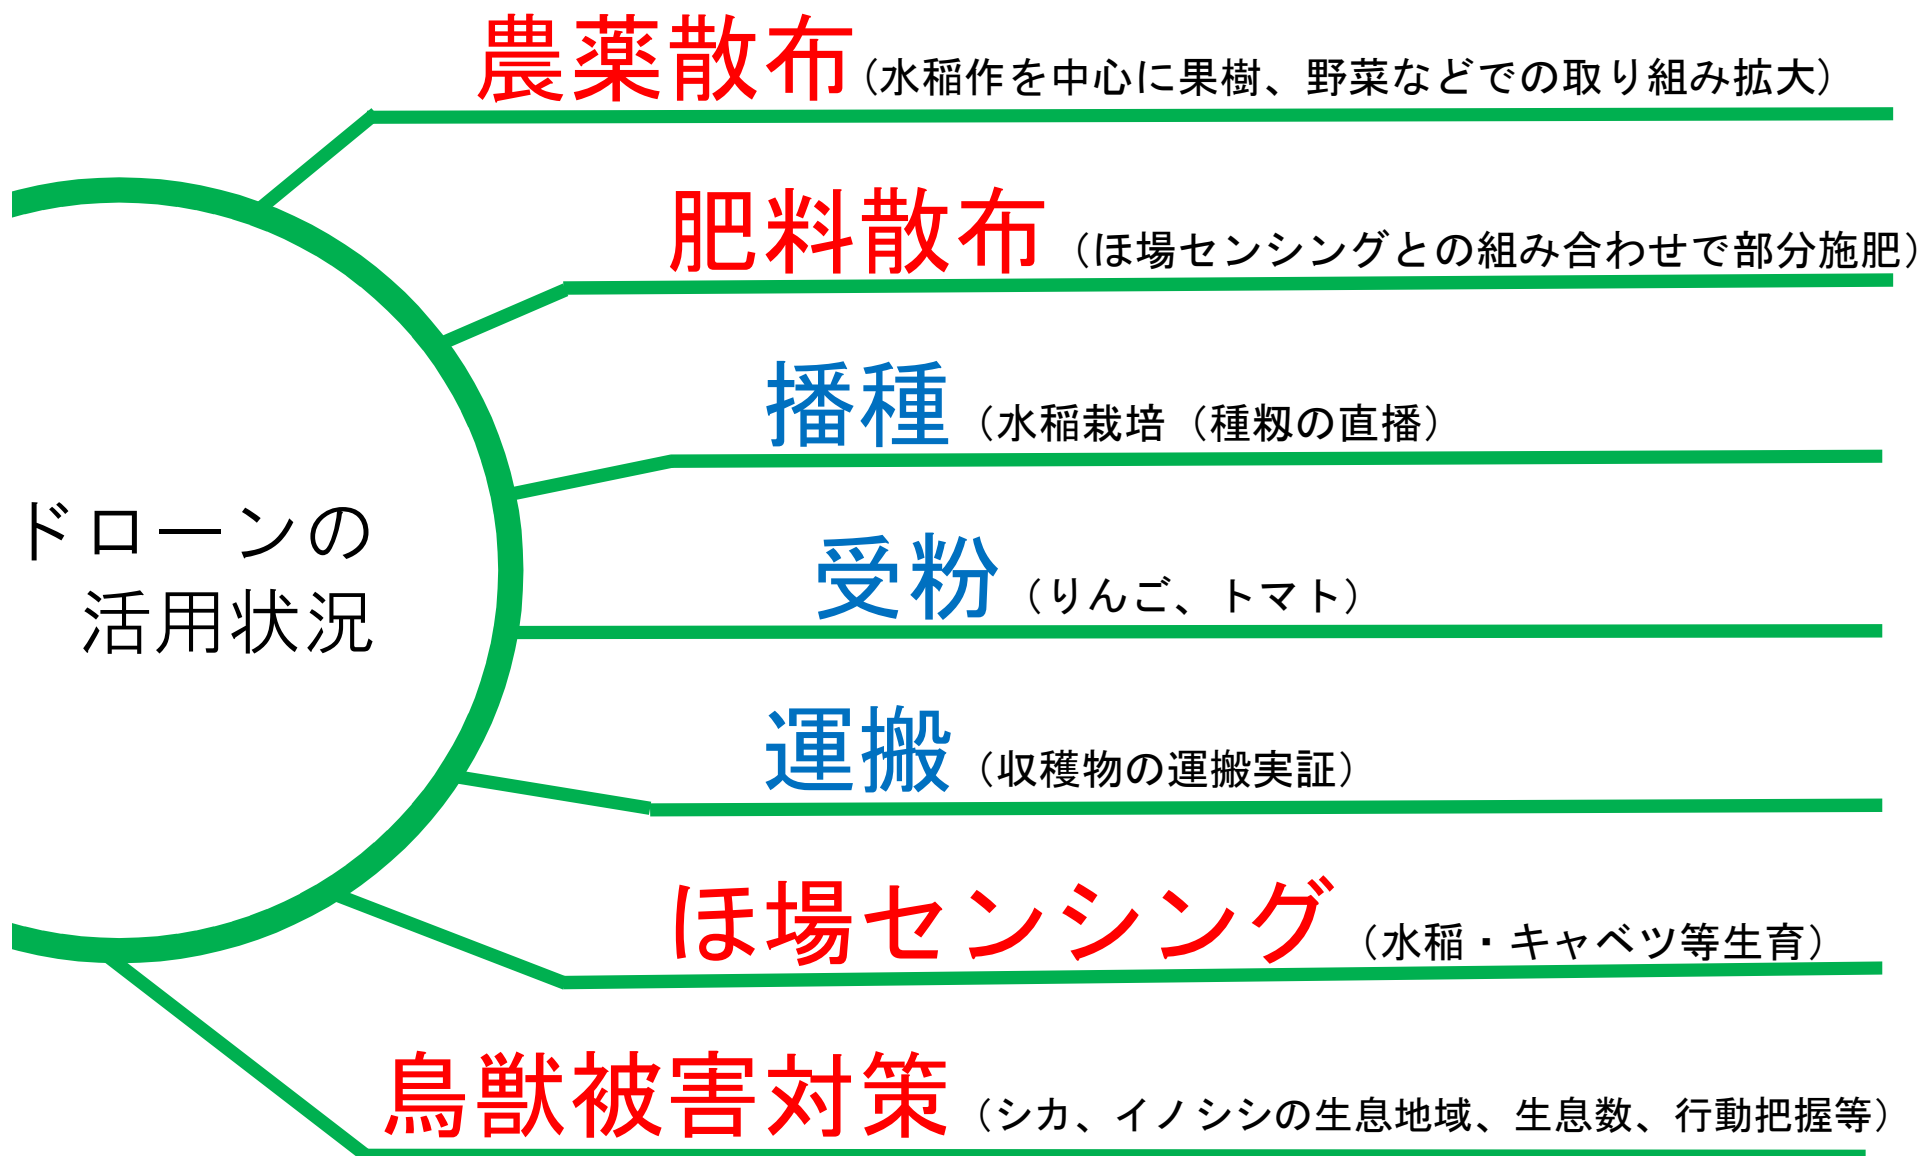 農薬散布（水稲作を中心に果樹、野菜などでの取り組み拡大）
肥料散布（ほ場センシングとの組み合わせで部分施肥）
播種（水稲栽培（種籾の直播）
ドローンの
活用状況
受粉（りんご、トマト）
運搬（収穫物の運搬実証）
ほ場センシング（水稲・キャベツ等生育）
鳥獣被害対策（シカ、イノシシの生息地域、生息数、行動把握等）